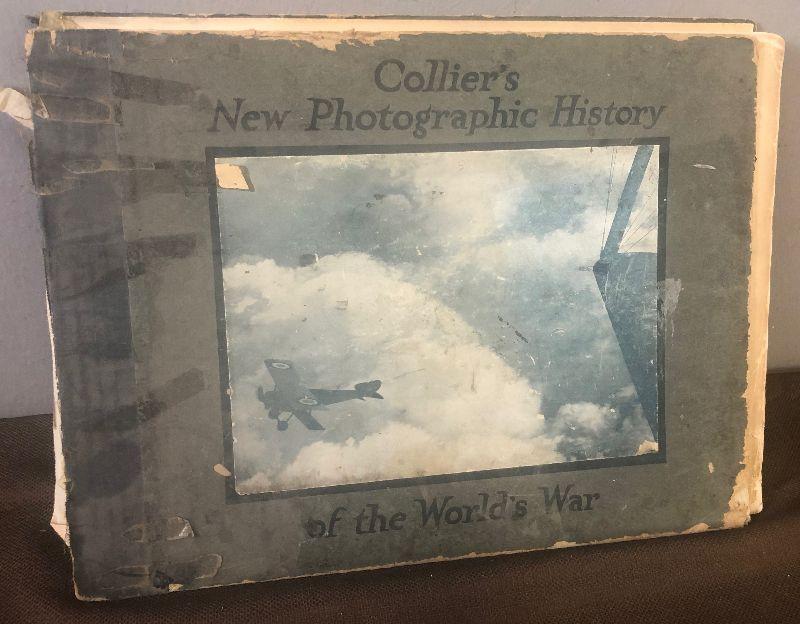 Collier's
New Photographic History
of the World's War